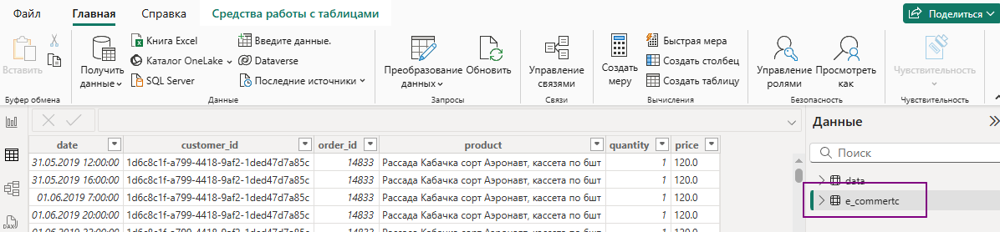 Файл Главная Справка Средства работы с таблицами Поделиться
Вставить
Буфер обмена
Получить данные
Книга Excel
Каталог OneLake
SQL Server
Введите данные.
Dataverse
Последние источники
Данные
Преобразование данных
Обновить
Запросы
Управление связями
Связи
Создать меру
Быстрая мера
Создать столбец
Создать таблицу
Вычисления
Управление ролями
Просмотреть как
Безопасность
Чувствительность
Чувствительность
DAX
date customer_id order_id product quantity price
31.05.2019 12:00:00 1d6c8c1f-a799-4418-9af2-1ded47d7a85c 14833 Рассада Кабачка сорт Аэронавт, кассета по 6шт 1 120.0
31.05.2019 16:00:00 1d6c8c1f-a799-4418-9af2-1ded47d7a85c 14833 Рассада Кабачка сорт Аэронавт, кассета по 6шт 1 120.0
01.06.2019 7:00:00 1d6c8c1f-a799-4418-9af2-1ded47d7a85c 14833 Рассада Кабачка сорт Аэронавт, кассета по 6шт 1 120.0
01.06.2019 20:00:00 1d6c8c1f-a799-4418-9af2-1ded47d7a85c 14833 Рассада Кабачка сорт Аэронавт, кассета по 6шт 1 120.0
Данные
Поиск
data
e_commertc